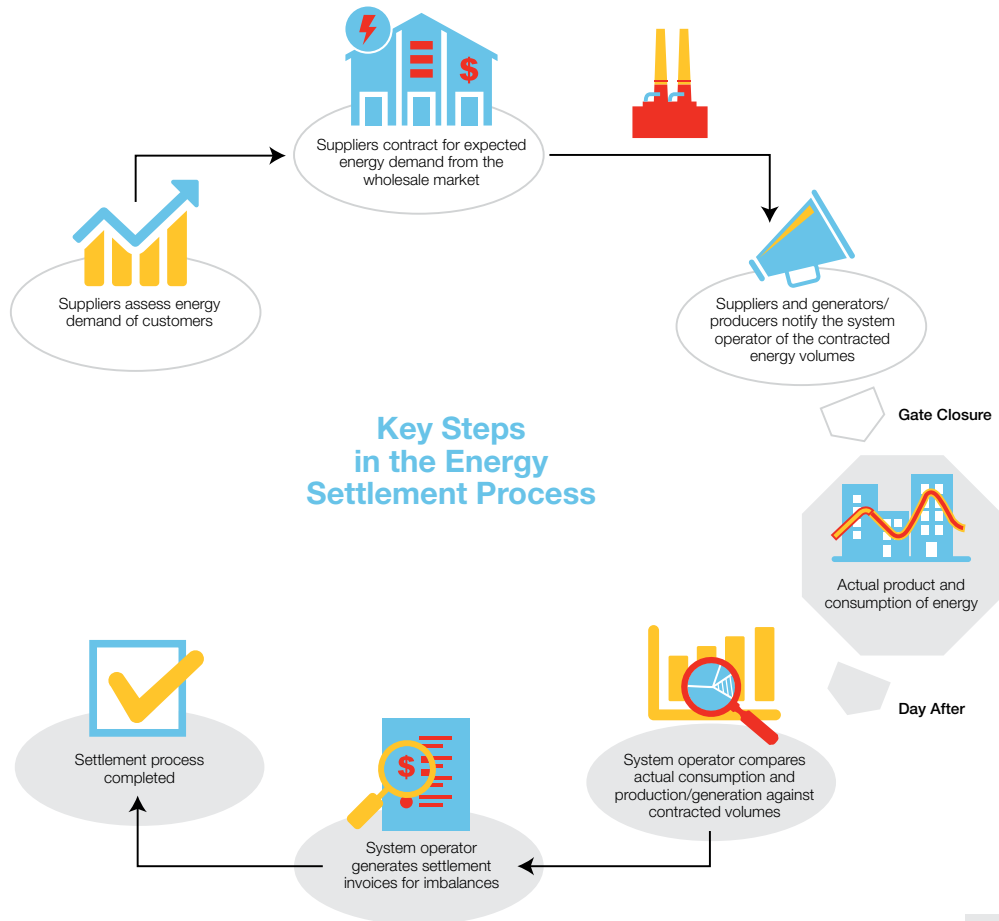 $
Suppliers contract for expected
energy demand from the
wholesale market
Suppliers assess energy
demand of customers
Suppliers and generators/
producers notify the system
operator of the contracted
energy volumes
Gate Closure
Key Steps
in the Energy
Settlement Process
Actual product and
consumption of energy
Day After
System operator compares
actual consumption and
production/generation against
contracted volumes
$
System operator
generates settlement
invoices for imbalances
Settlement process
completed